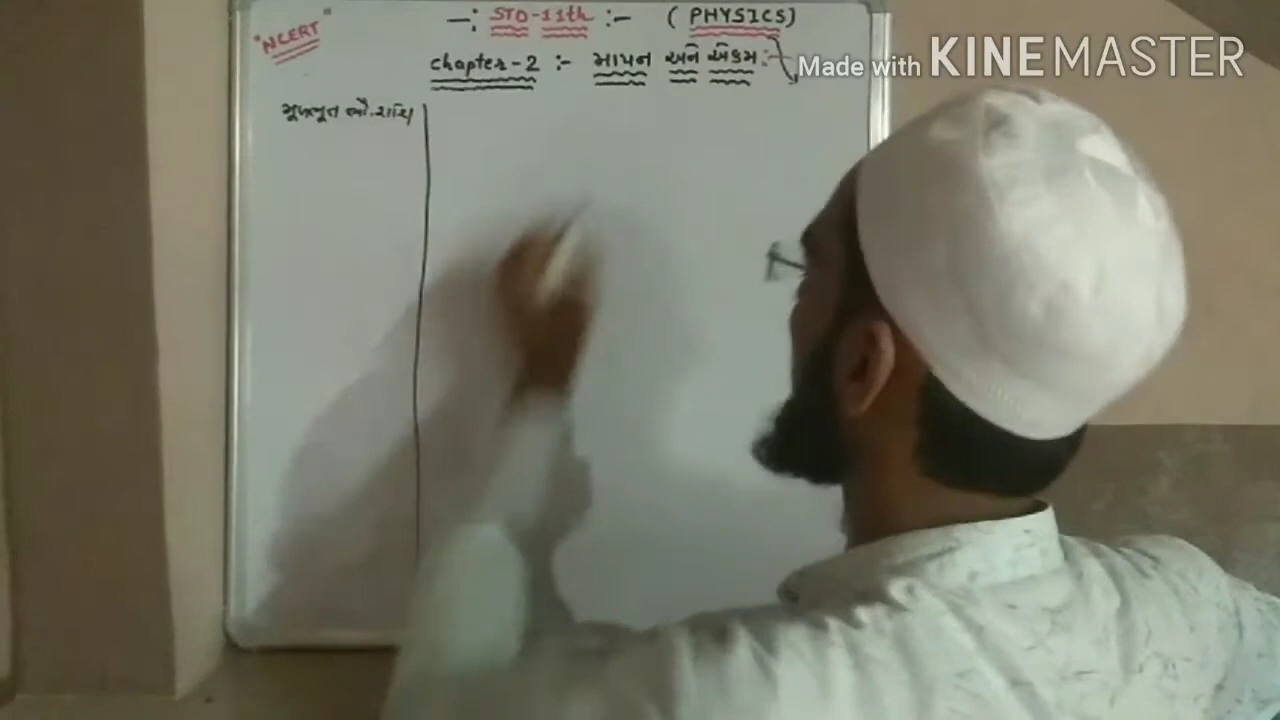 -: STD-11th :- (PHYSICS)
"NCERT"
chapter-2 :- માપન અને એકમ :-
મૂળભૂત ભૌ.રાશિ
Made with KINEMASTER